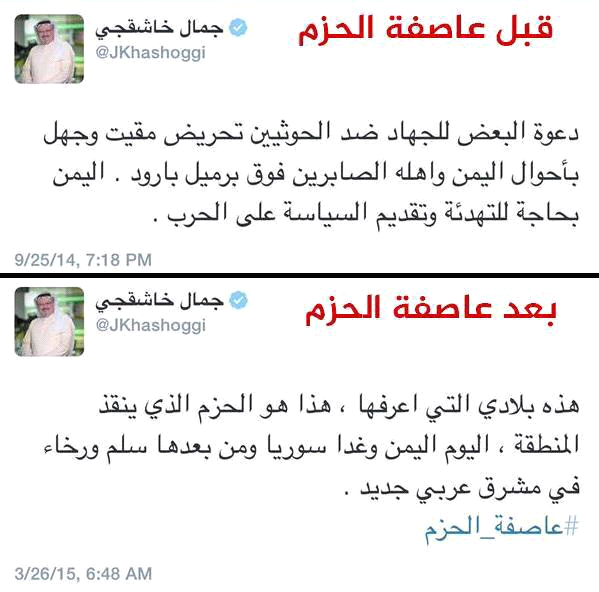 جمال خاشقجي
قبل عاصفة الحزم
@JKhashoggi
دعوة البعض للجهاد ضد الحوثيين تحريض مقيت وجهل
بأحوال اليمن واهله الصابرين فوق برميل بارود . اليمن
بحاجة للتهدئة وتقديم السياسة على الحرب .
9/25/14, 7:18 PM
جمال خاشقجي
بعد عاصفة الحزم
@JKhashoggi
هذه بلادي التي اعرفها ، هذا هو الحزم الذي ينقذ
المنطقة ، اليوم اليمن وغدا سوريا ومن بعدها سلم ورخاء
في مشرق عربي جديد .
#عاصفة_الحزم
3/26/15, 6:48 AM